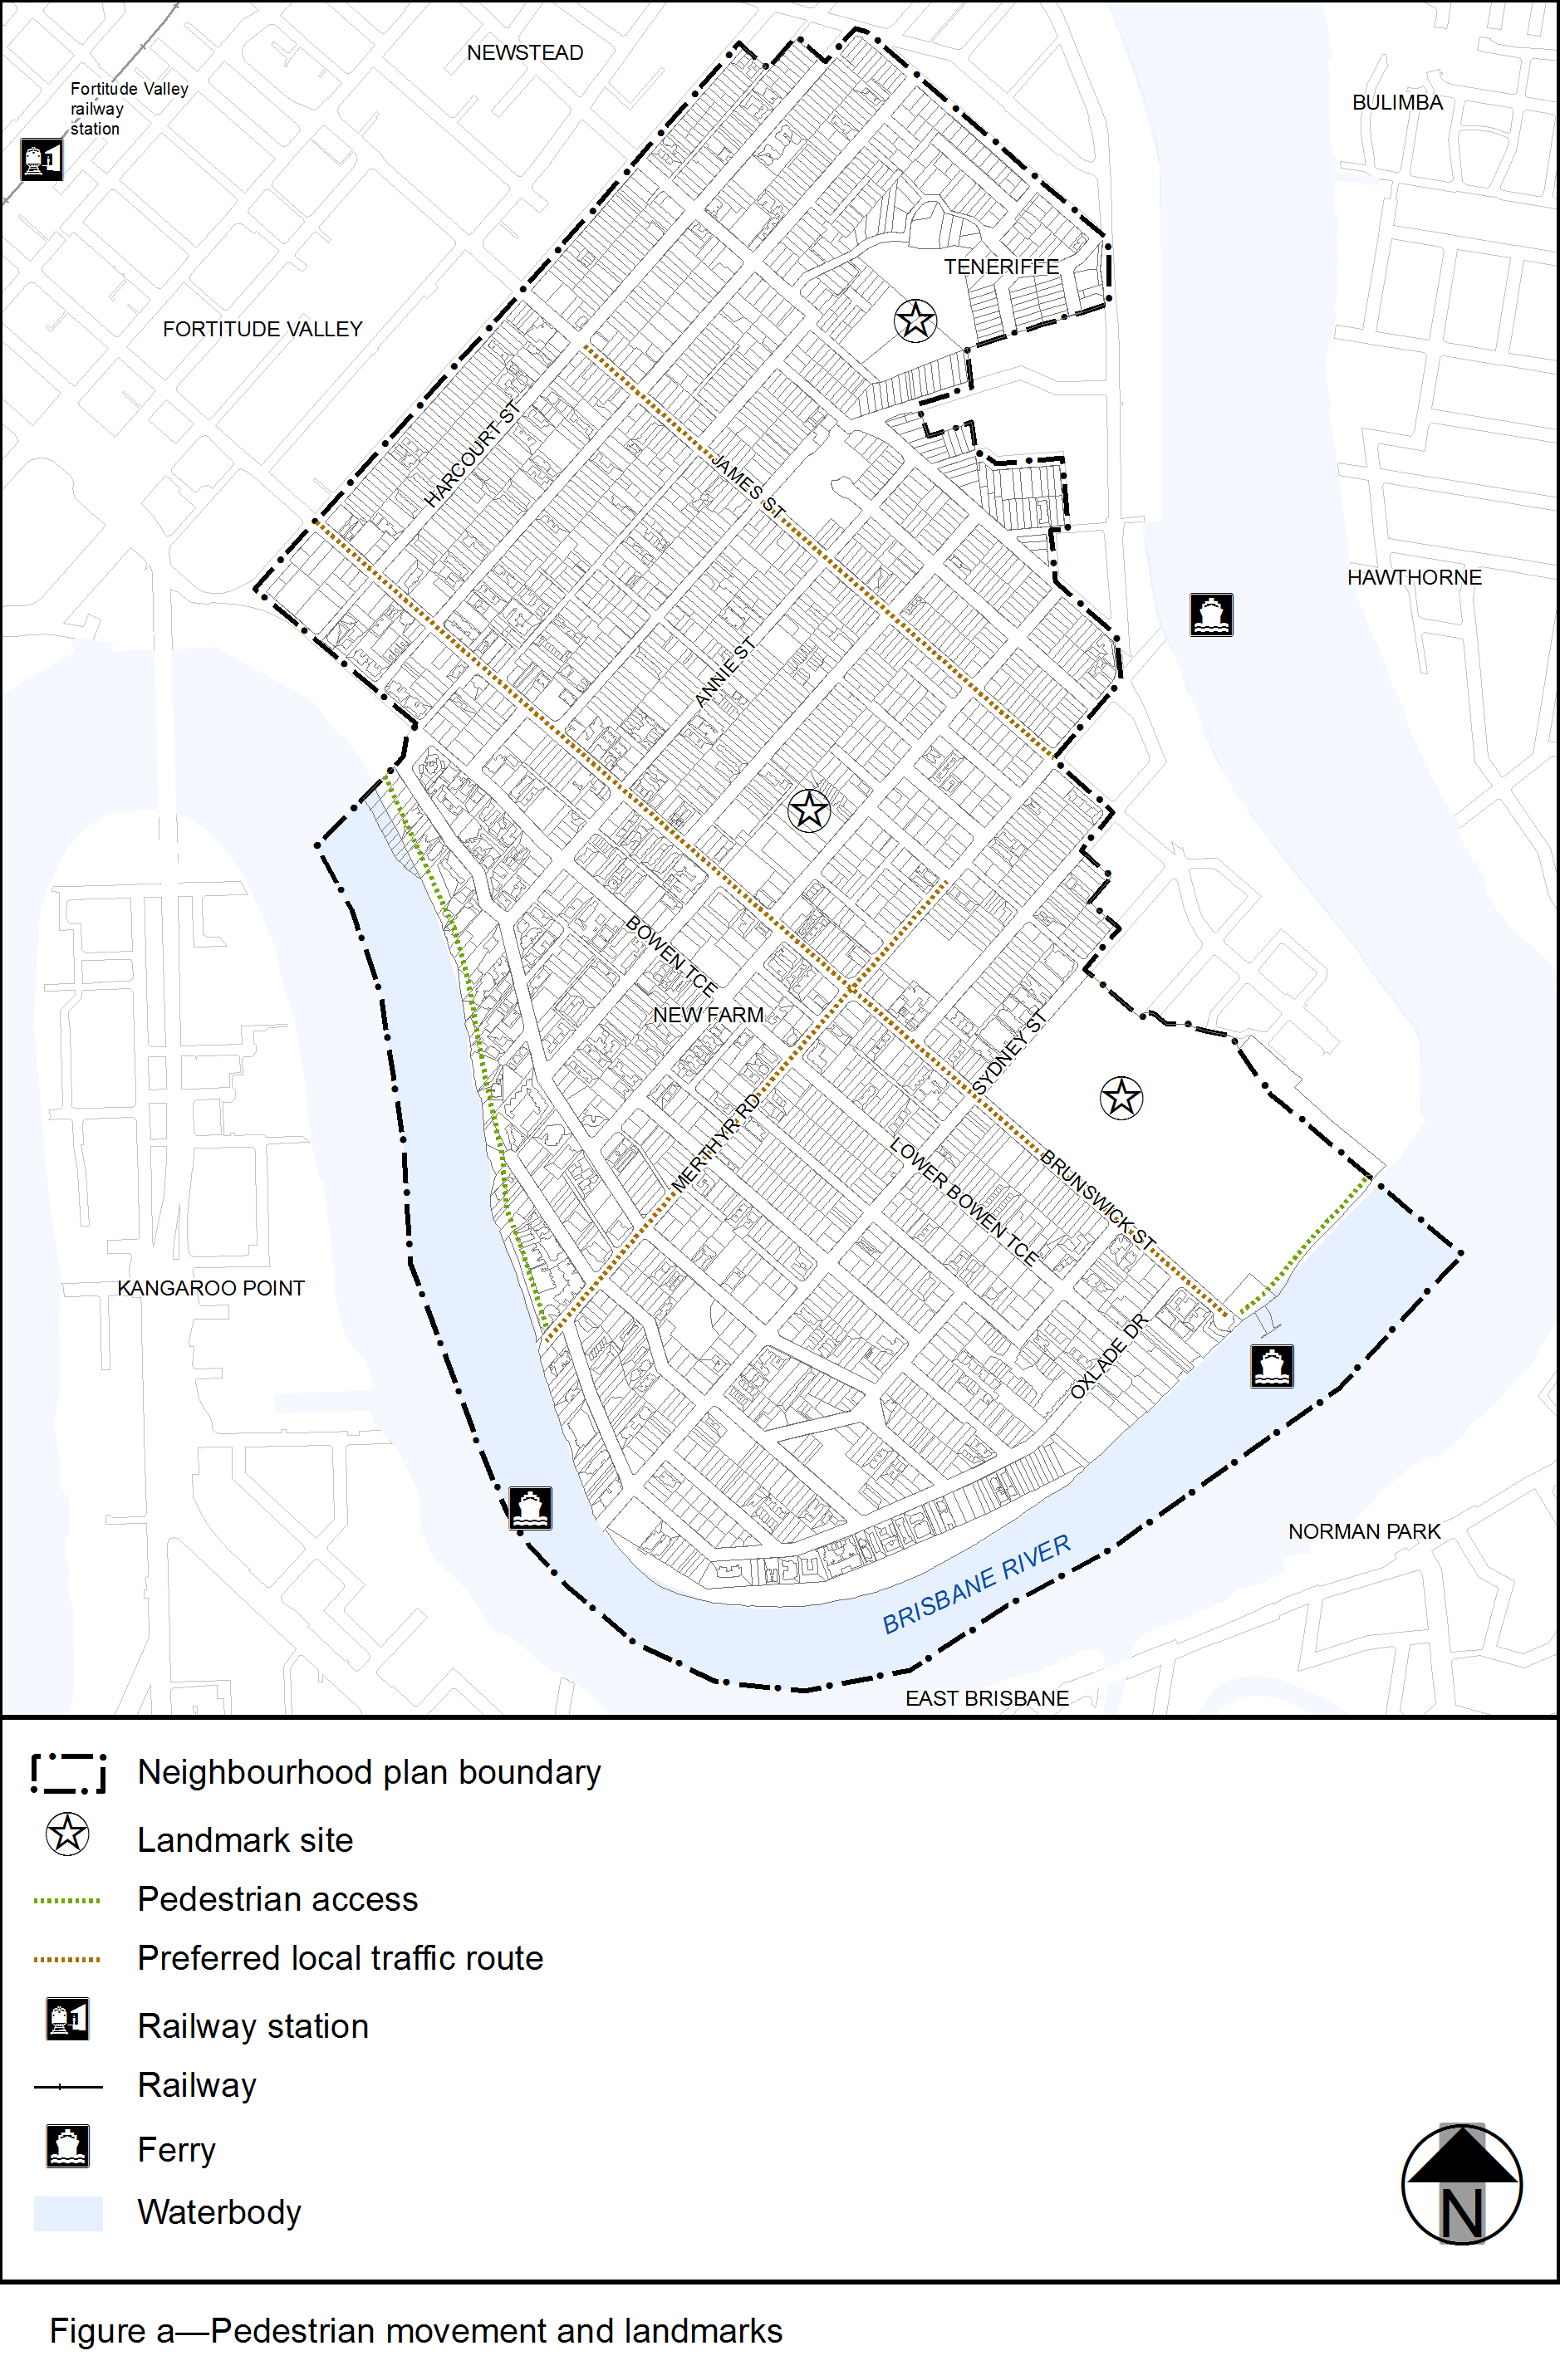 NEWSTEAD
Fortitude Valley
railway
station
BULIMBA
TENERIFFE
FORTITUDE VALLEY
HARCOURT ST
JAMES ST
HAWTHORNE
ANNIE ST
BOWEN TCE
NEW FARM
SYDNEY ST
MERTHYR RD
LOWER BOWEN TCE
BRUNSWICK ST
KANGAROO POINT
OXLADE DR
NORMAN PARK
BRISBANE RIVER
EAST BRISBANE
Neighbourhood plan boundary
Landmark site
Pedestrian access
Preferred local traffic route
Railway station
Railway
Ferry
Waterbody
N
Figure a—Pedestrian movement and landmarks